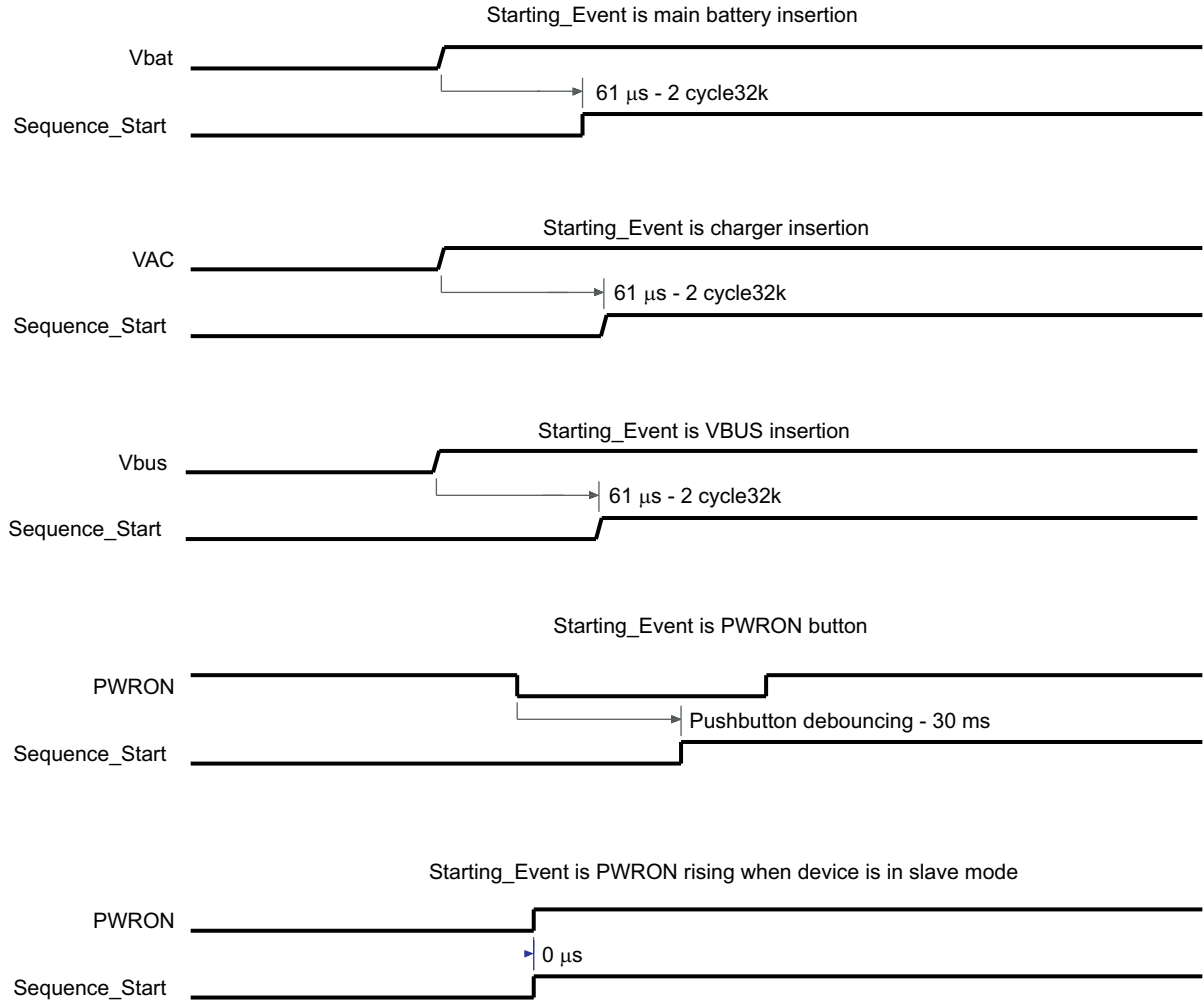 Starting_Event is main battery insertion
Vbat
61 μs - 2 cycle32k
Sequence_Start
Starting_Event is charger insertion
VAC
61 μs - 2 cycle32k
Sequence_Start
Starting_Event is VBUS insertion
Vbus
61 μs - 2 cycle32k
Sequence_Start
Starting_Event is PWRON button
PWRON
Pushbutton debouncing - 30 ms
Sequence_Start
Starting_Event is PWRON rising when device is in slave mode
PWRON
0 μs
Sequence_Start